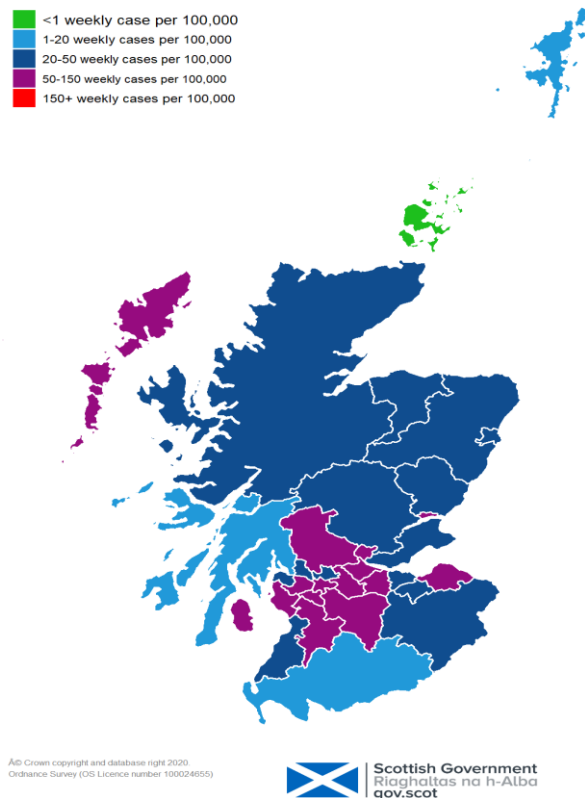 <1 weekly case per 100,000
1-20 weekly cases per 100,000
20-50 weekly cases per 100,000
50-150 weekly cases per 100,000
150+ weekly cases per 100,000
Â© Crown copyright and database right 2020.
Ordnance Survey (OS Licence number 100024655)
Scottish Government
Riaghaltas na h-Alba
gov.scot